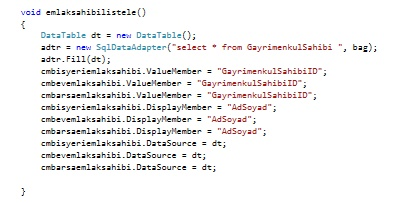 void emlaksahibilistele()
{
DataTable dt = new DataTable();
adtr = new SqlDataAdapter("select * from GayrimenkulSahibi ", bag);
adtr.Fill(dt);
cmbisyeriemlaksahibi.ValueMember = "GayrimenkulSahibiID";
cmbevemlaksahibi.ValueMember = "GayrimenkulSahibiID";
cmbarsaemlaksahibi.ValueMember = "GayrimenkulSahibiID";
cmbisyeriemlaksahibi.DisplayMember = "AdSoyad";
cmbevemlaksahibi.DisplayMember = "AdSoyad";
cmbarsaemlaksahibi.DisplayMember = "AdSoyad";
cmbisyeriemlaksahibi.DataSource = dt;
cmbevemlaksahibi.DataSource = dt;
cmbarsaemlaksahibi.DataSource = dt;
}